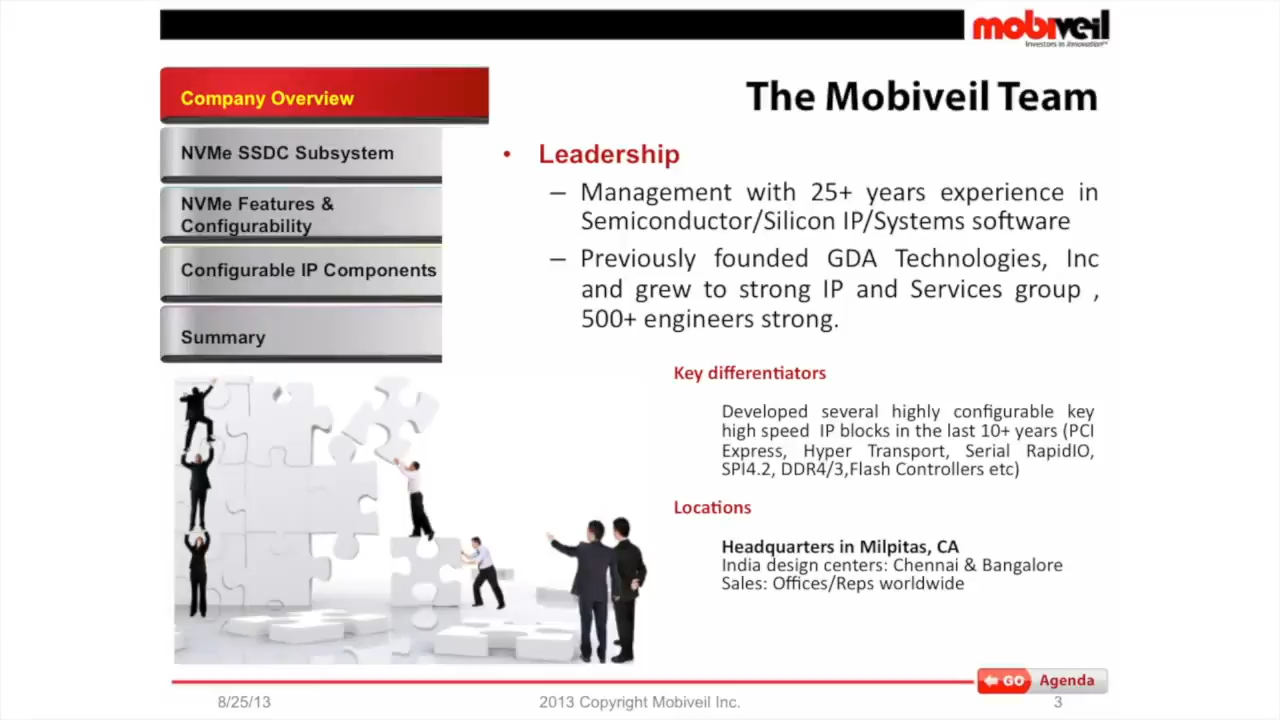 mobiveil
Investors in Innovation™
Company Overview
NVMe SSDC Subsystem
NVMe Features &
Configurability
Configurable IP Components
Summary
The Mobiveil Team
• Leadership
– Management with 25+ years experience in
Semiconductor/Silicon IP/Systems software
– Previously founded GDA Technologies, Inc
and grew to strong IP and Services group ,
500+ engineers strong.
Key differentiators
Developed several highly configurable key
high speed IP blocks in the last 10+ years (PCI
Express, Hyper Transport, Serial RapidIO,
SPI4.2, DDR4/3,Flash Controllers etc)
Locations
Headquarters in Milpitas, CA
India design centers: Chennai & Bangalore
Sales: Offices/Reps worldwide
GO Agenda
8/25/13
2013 Copyright Mobiveil Inc.
3